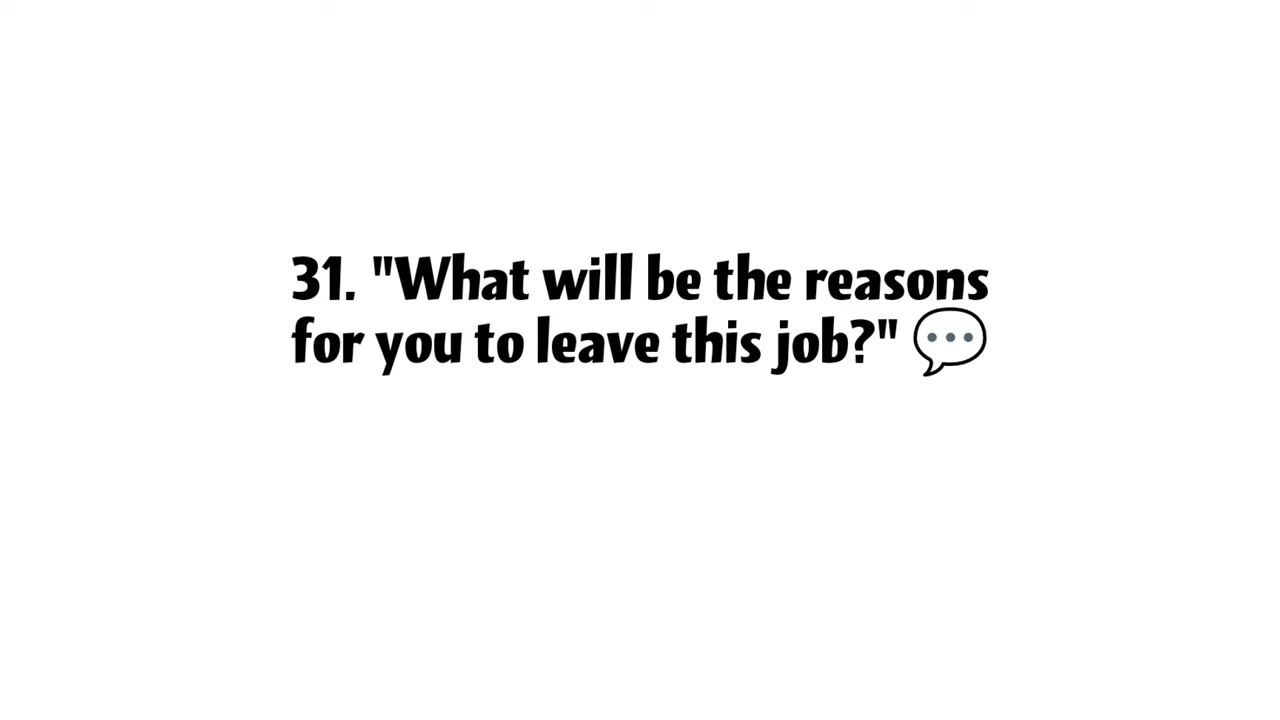 31. "What will be the reasons
for you to leave this job?" 💬